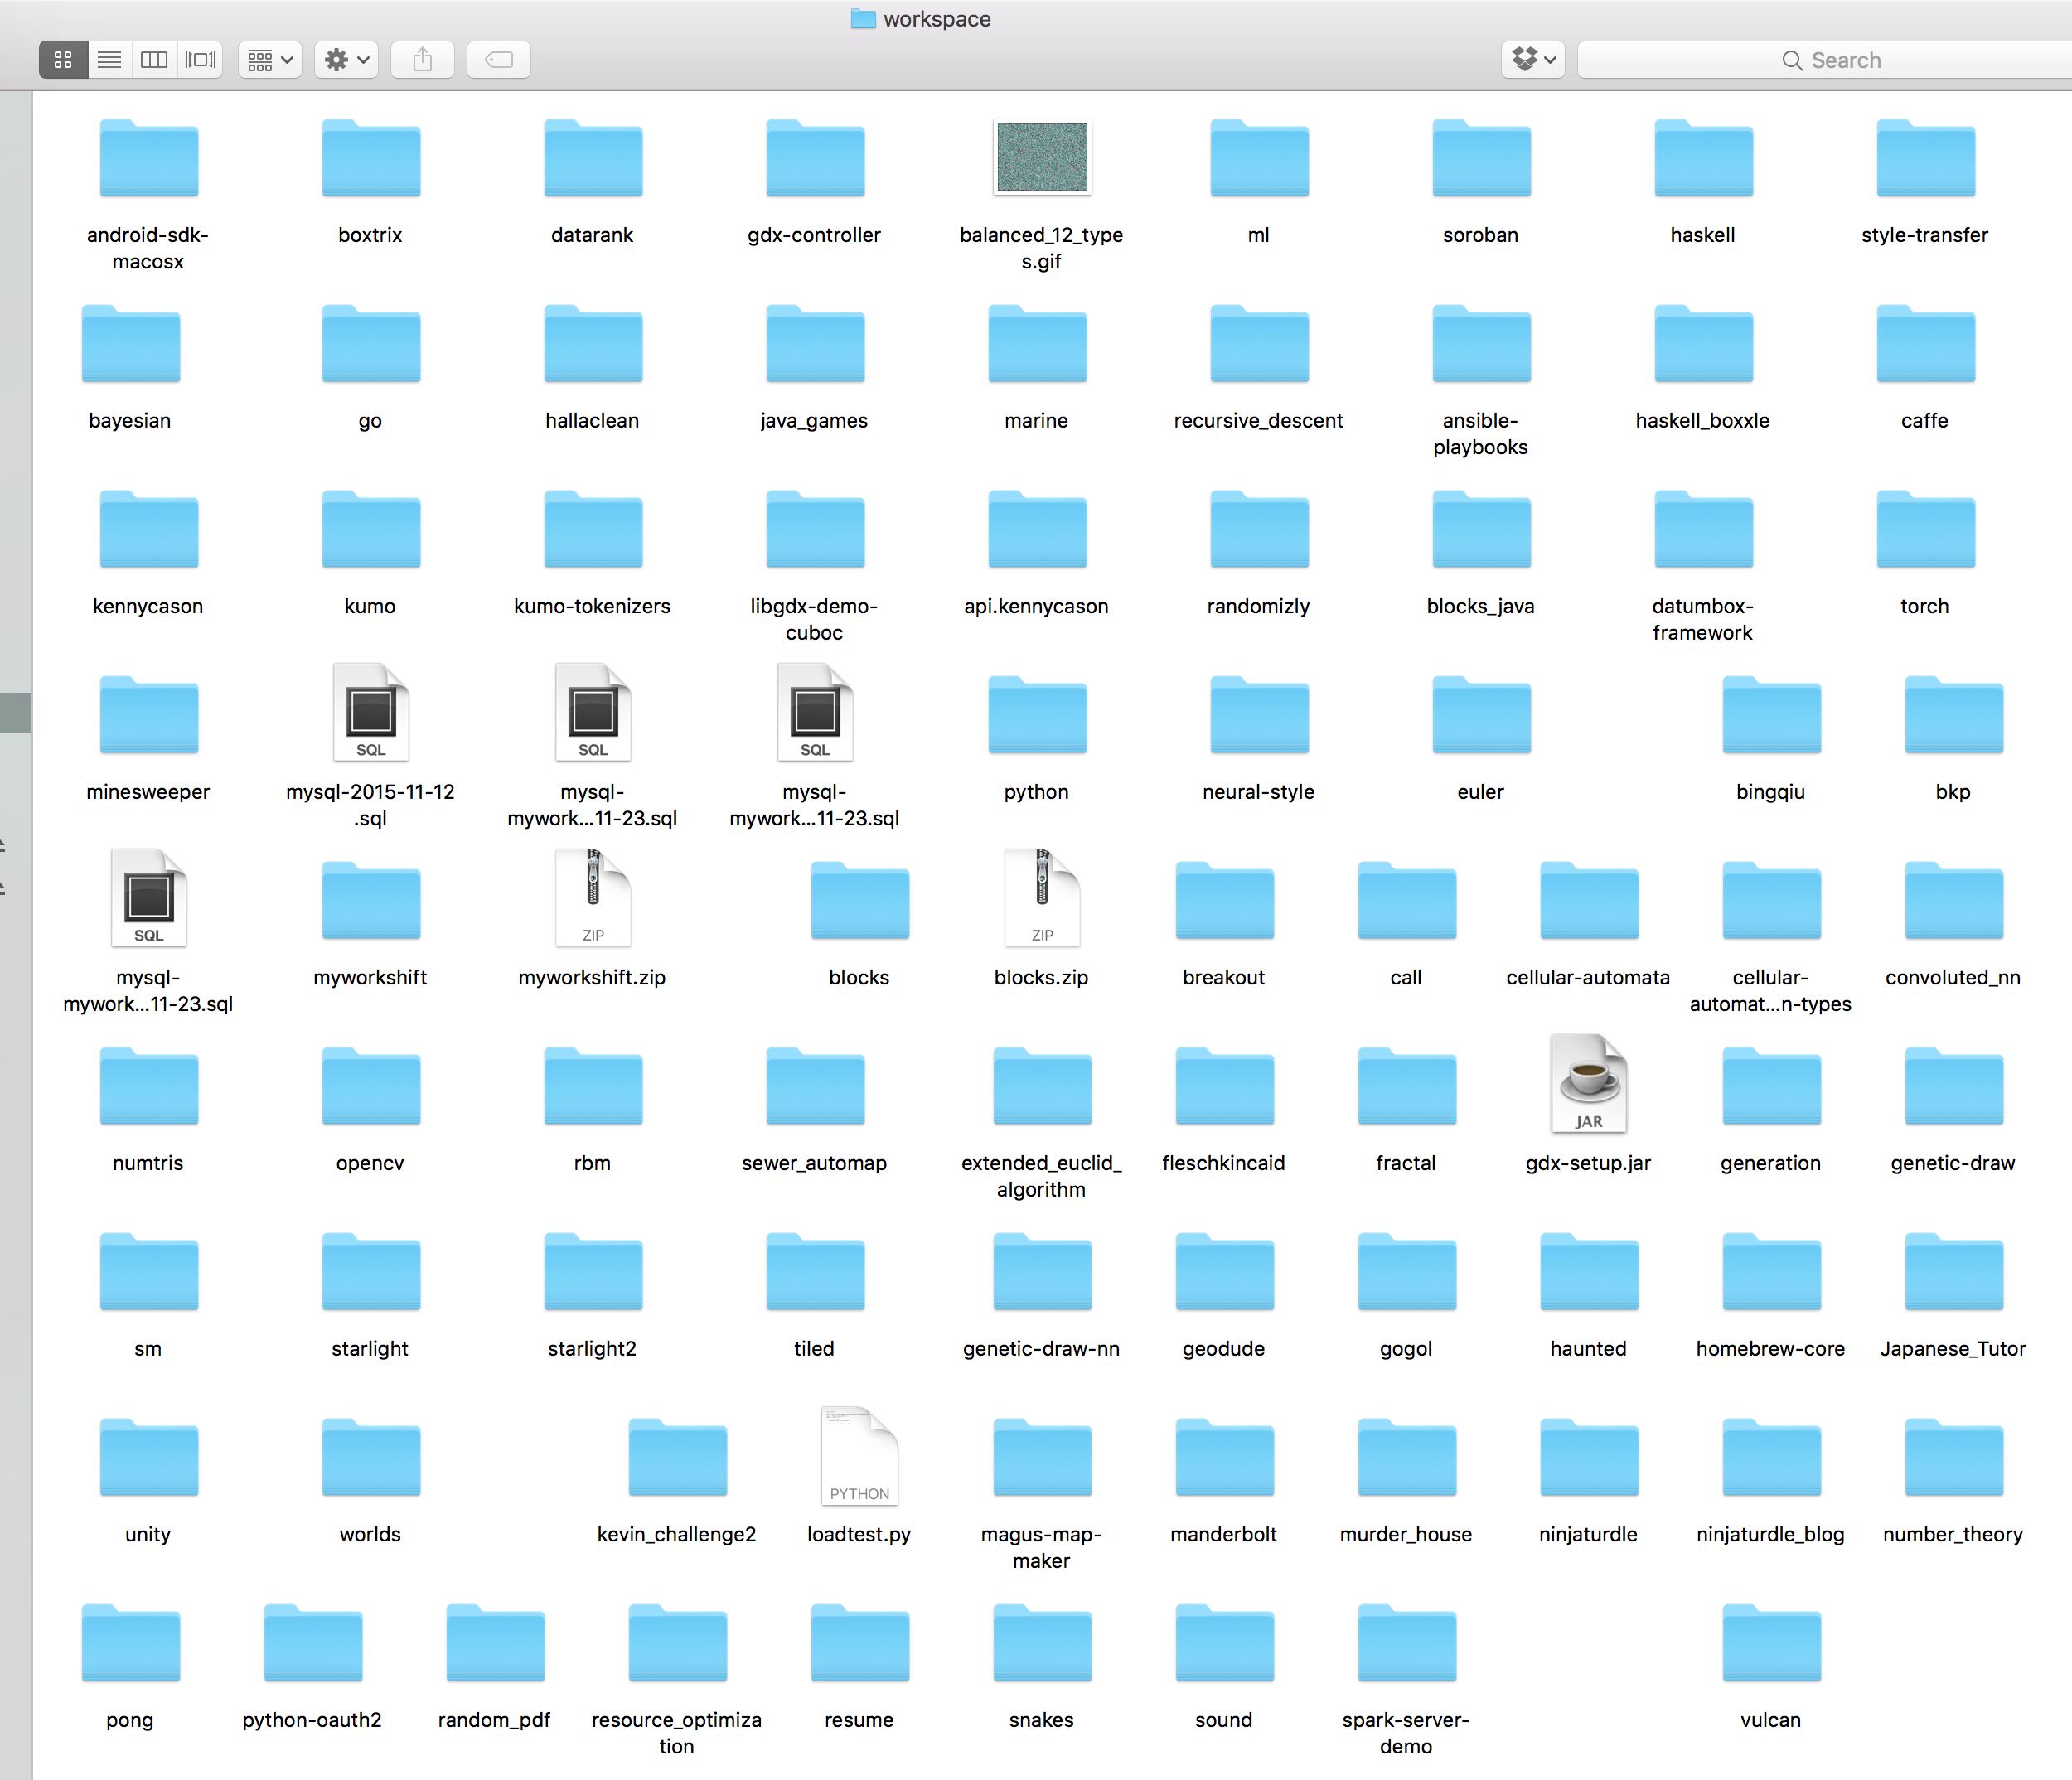 workspace
Search
android-sdk-
macosx
boxtrix
datarank
gdx-controller
balanced_12_type
s.gif
ml
soroban
haskell
style-transfer
bayesian
go
hallaclean
java_games
marine
recursive_descent
ansible-
playbooks
haskell_boxxle
caffe
kennycason
kumo
kumo-tokenizers
libgdx-demo-
cuboc
api.kennycason
randomizly
blocks_java
datumbox-
framework
torch
minesweeper
SQL
mysql-2015-11-12
.sql
SQL
mysql-
mywork...11-23.sql
SQL
mysql-
mywork...11-23.sql
python
neural-style
euler
bingqiu
bkp
SQL
mysql-
mywork...11-23.sql
myworkshift
ZIP
myworkshift.zip
blocks
ZIP
blocks.zip
breakout
call
cellular-automata
cellular-
automat...n-types
convoluted_nn
numtris
opencv
rbm
sewer_automap
extended_euclid_
algorithm
fleschkincaid
fractal
JAR
gdx-setup.jar
generation
genetic-draw
sm
starlight
starlight2
tiled
genetic-draw-nn
geodude
gogol
haunted
homebrew-core
Japanese_Tutor
unity
worlds
kevin_challenge2
PYTHON
loadtest.py
magus-map-
maker
manderbolt
murder_house
ninjaturdle
ninjaturdle_blog
number_theory
pong
python-oauth2
random_pdf
resource_optimiza
tion
resume
snakes
sound
spark-server-
demo
vulcan